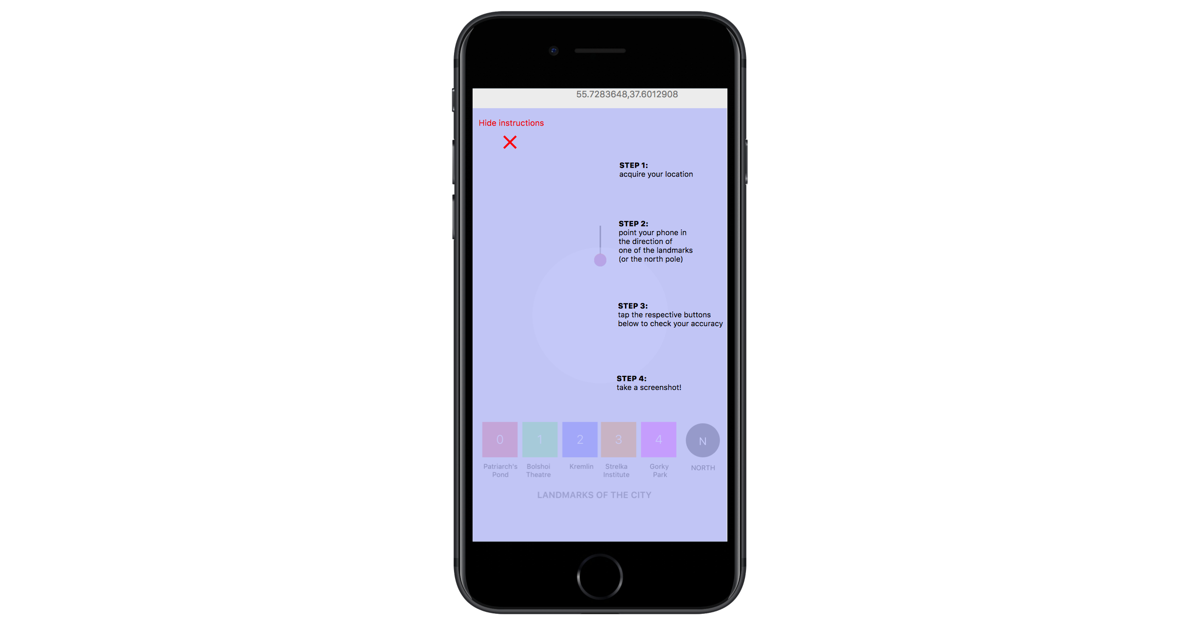 55.7283648,37.6012908
Hide instructions
STEP 1:
acquire your location
STEP 2:
point your phone in
the direction of
one of the landmarks
(or the north pole)
STEP 3:
tap the respective buttons
below to check your accuracy
STEP 4:
take a screenshot!
0 1 2 3 4 N
Patriarch's Bolshoi Kremlin Strelka Gorky NORTH
Pond Theatre Institute Park
LANDMARKS OF THE CITY